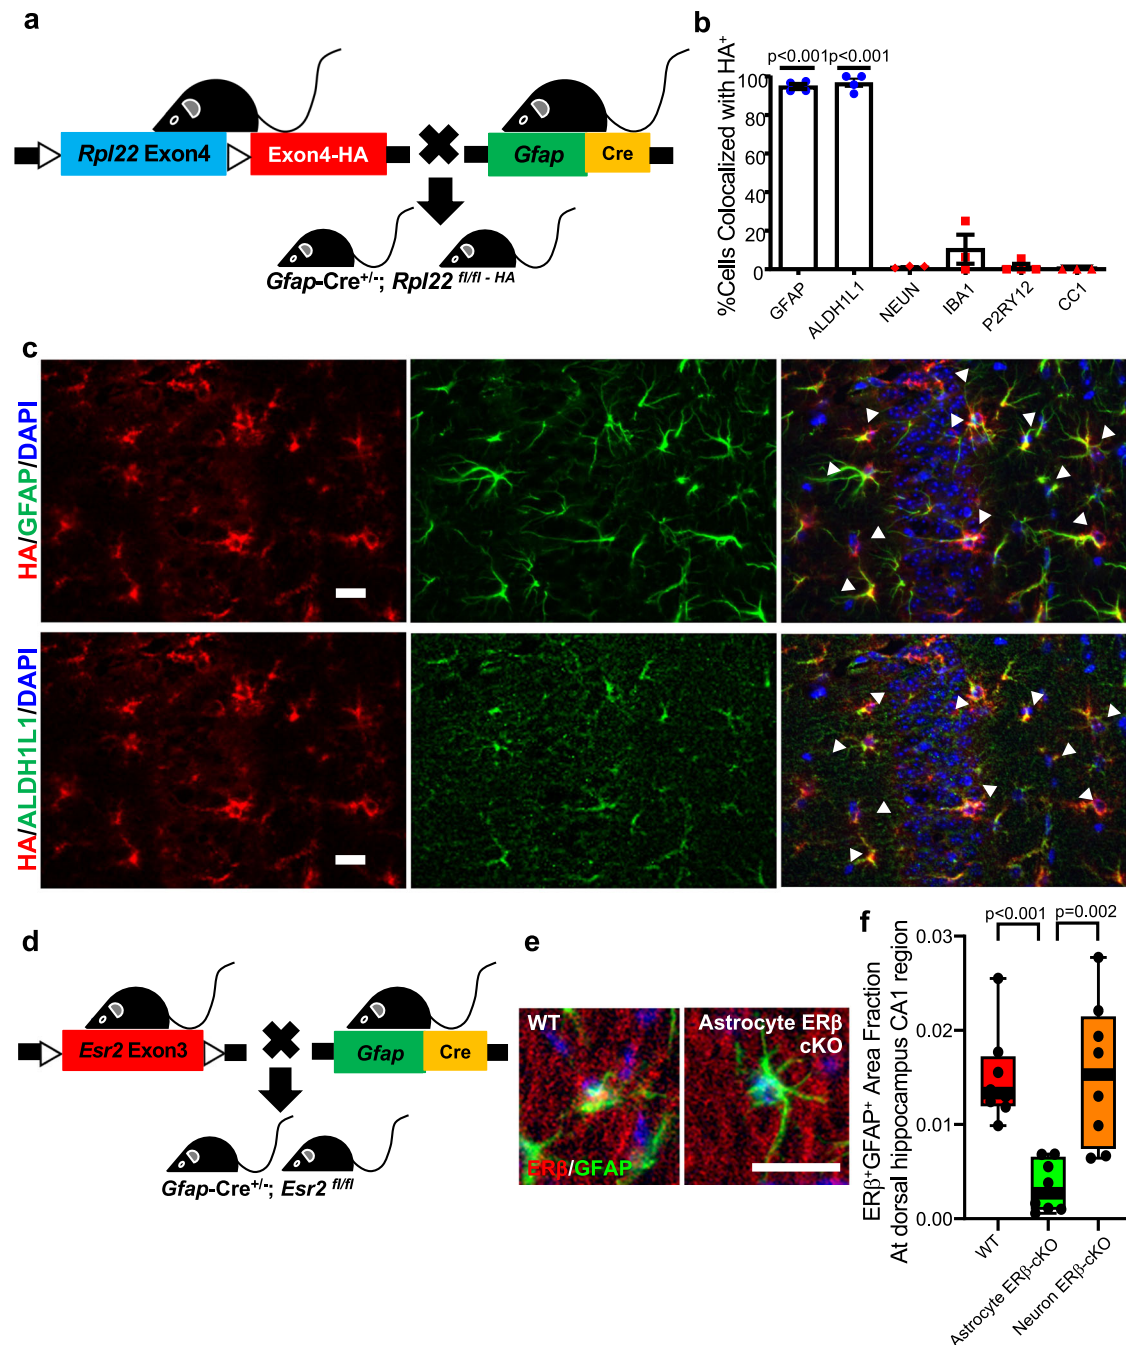 a
Rpl22 Exon4
Exon4-HA
Gfap
Cre
Gfap-Cre+/-; Rpl22 fl/fl - HA
b
%Cells Colocalized with HA+
p<0.001
p<0.001
100
80
60
40
20
0
GFAP
ALDH1L1
NEUN
IBA1
P2RY12
CC1
c
HA/GFAP/DAPI
HA/ALDH1L1/DAPI
d
Esr2 Exon3
Gfap
Cre
Gfap-Cre+/-; Esr2 fl/fl
e
WT
Astrocyte ERβ
cKO
ERβ/GFAP
f
p<0.001
p=0.002
ERβ+GFAP+ Area Fraction
At dorsal hippocampus CA1 region
0.03
0.02
0.01
0.00
WT
Astrocyte ERβ-cKO
Neuron ERβ-cKO